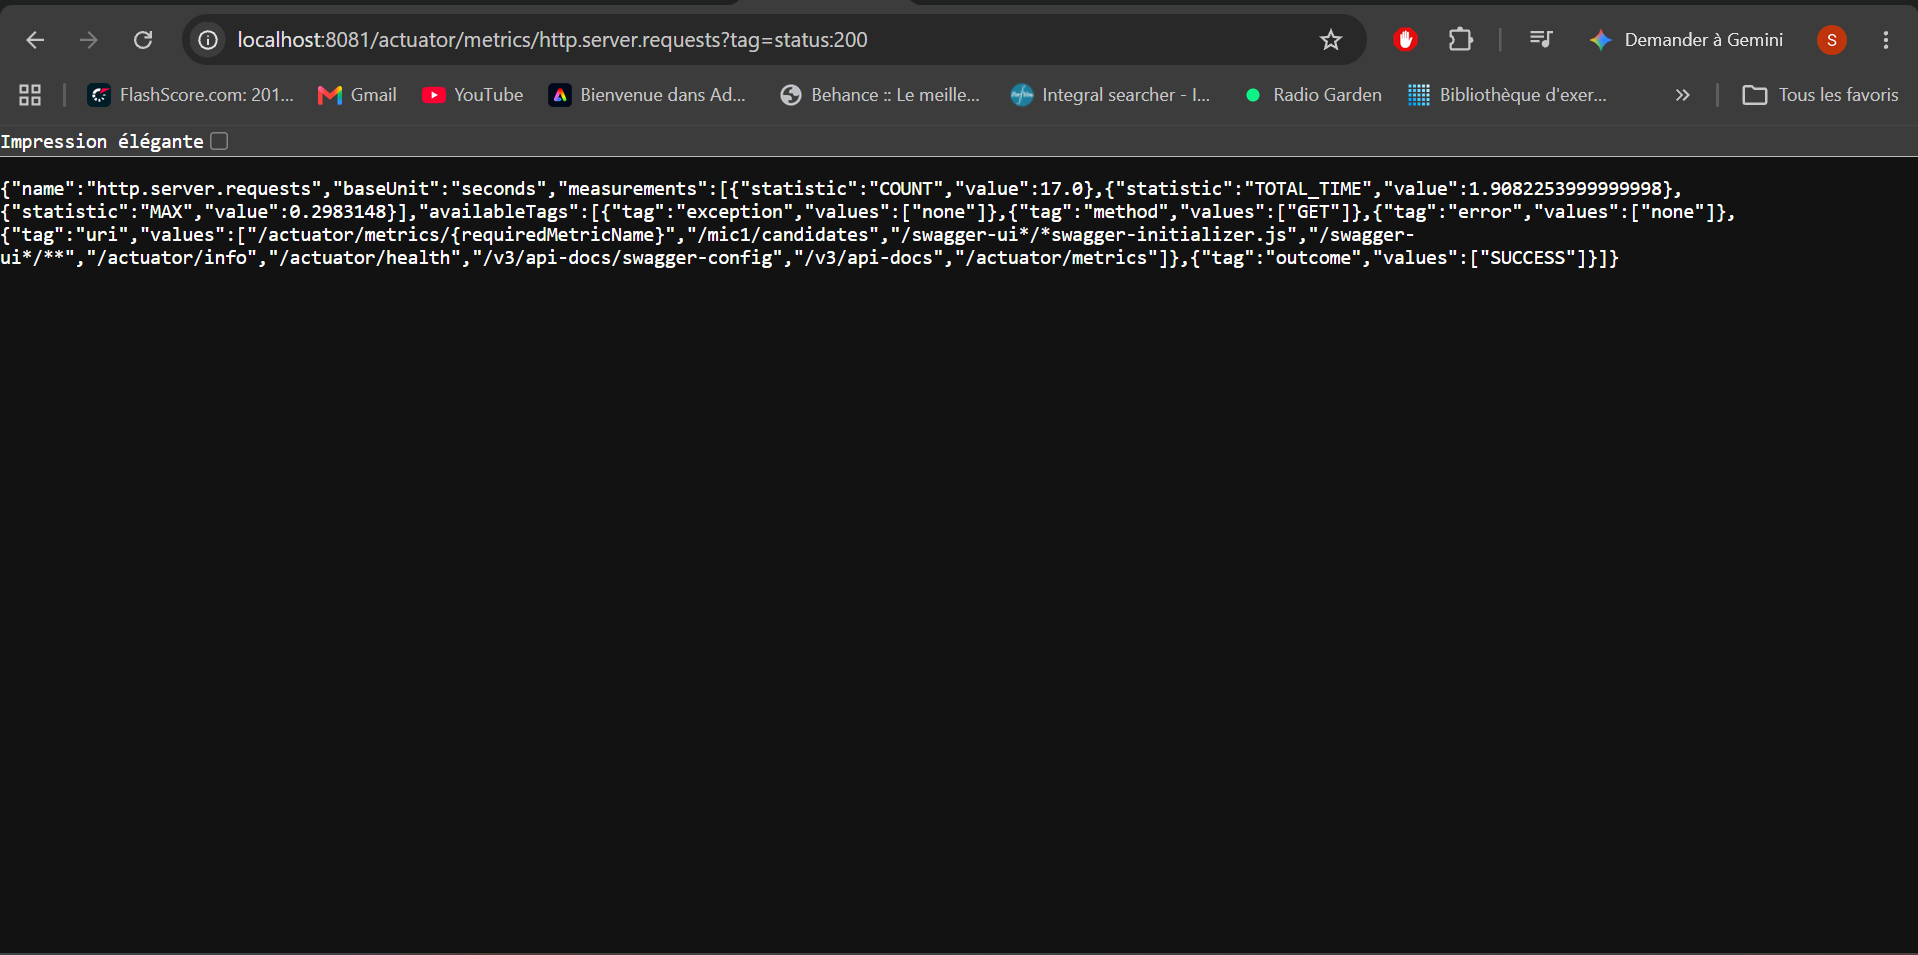 localhost:8081/actuator/metrics/http.server.requests?tag=status:200
Demander à Gemini
S
FlashScore.com: 201...
Gmail
YouTube
Bienvenue dans Ad...
Behance :: Le meille...
Integral searcher - I...
Radio Garden
Bibliothèque d'exer...
Tous les favoris
Impression élégante
{"name":"http.server.requests","baseUnit":"seconds","measurements":[{"statistic":"COUNT","value":17.0},{"statistic":"TOTAL_TIME","value":1.9082253999999998},
{"statistic":"MAX","value":0.2983148}],"availableTags":[{"tag":"exception","values":["none"]},{"tag":"method","values":["GET"]},{"tag":"error","values":["none"]},
{"tag":"uri","values":["/actuator/metrics/{requiredMetricName}","/mic1/candidates","/swagger-ui*/*swagger-initializer.js","/swagger-
ui*/**","/actuator/info","/actuator/health","/v3/api-docs/swagger-config","/v3/api-docs","/actuator/metrics"]},{"tag":"outcome","values":["SUCCESS"]}]}